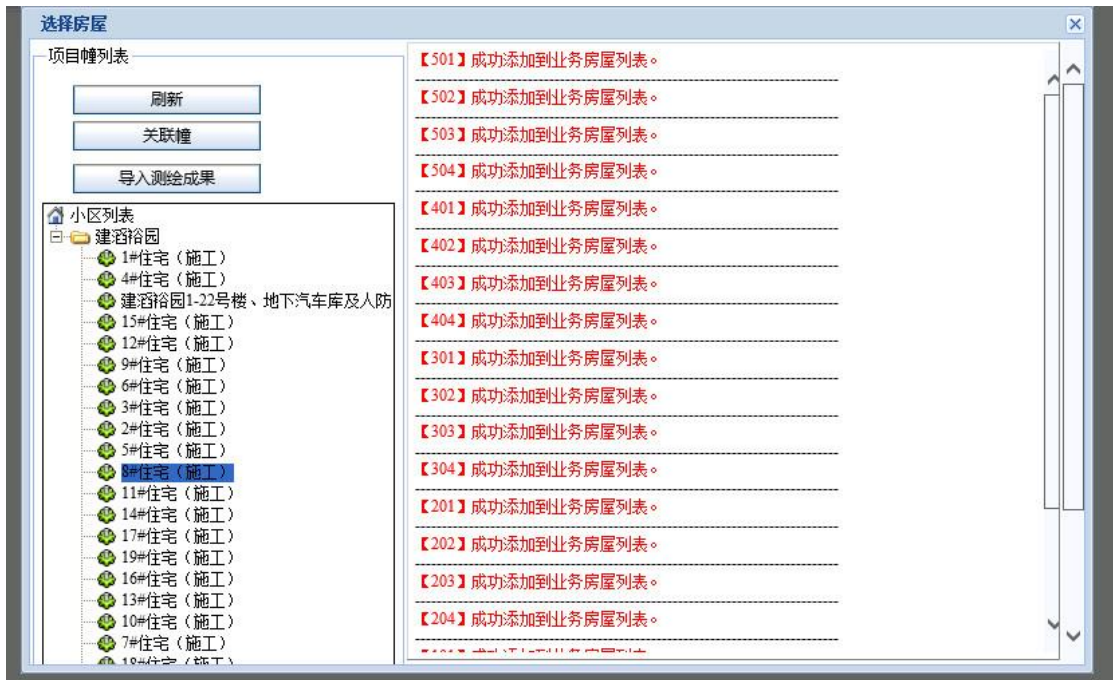 选择房屋
项目幢列表
刷新
关联幢
导入测绘成果
小区列表
建滔裕园
1#住宅（施工）
4#住宅（施工）
建滔裕园1-22号楼、地下汽车库及人防
15#住宅（施工）
12#住宅（施工）
9#住宅（施工）
6#住宅（施工）
3#住宅（施工）
2#住宅（施工）
5#住宅（施工）
8#住宅（施工）
11#住宅（施工）
14#住宅（施工）
17#住宅（施工）
19#住宅（施工）
16#住宅（施工）
13#住宅（施工）
10#住宅（施工）
7#住宅（施工）
18#住宅（施工）
【501】成功添加到业务房屋列表。
【502】成功添加到业务房屋列表。
【503】成功添加到业务房屋列表。
【504】成功添加到业务房屋列表。
【401】成功添加到业务房屋列表。
【402】成功添加到业务房屋列表。
【403】成功添加到业务房屋列表。
【404】成功添加到业务房屋列表。
【301】成功添加到业务房屋列表。
【302】成功添加到业务房屋列表。
【303】成功添加到业务房屋列表。
【304】成功添加到业务房屋列表。
【201】成功添加到业务房屋列表。
【202】成功添加到业务房屋列表。
【203】成功添加到业务房屋列表。
【204】成功添加到业务房屋列表。